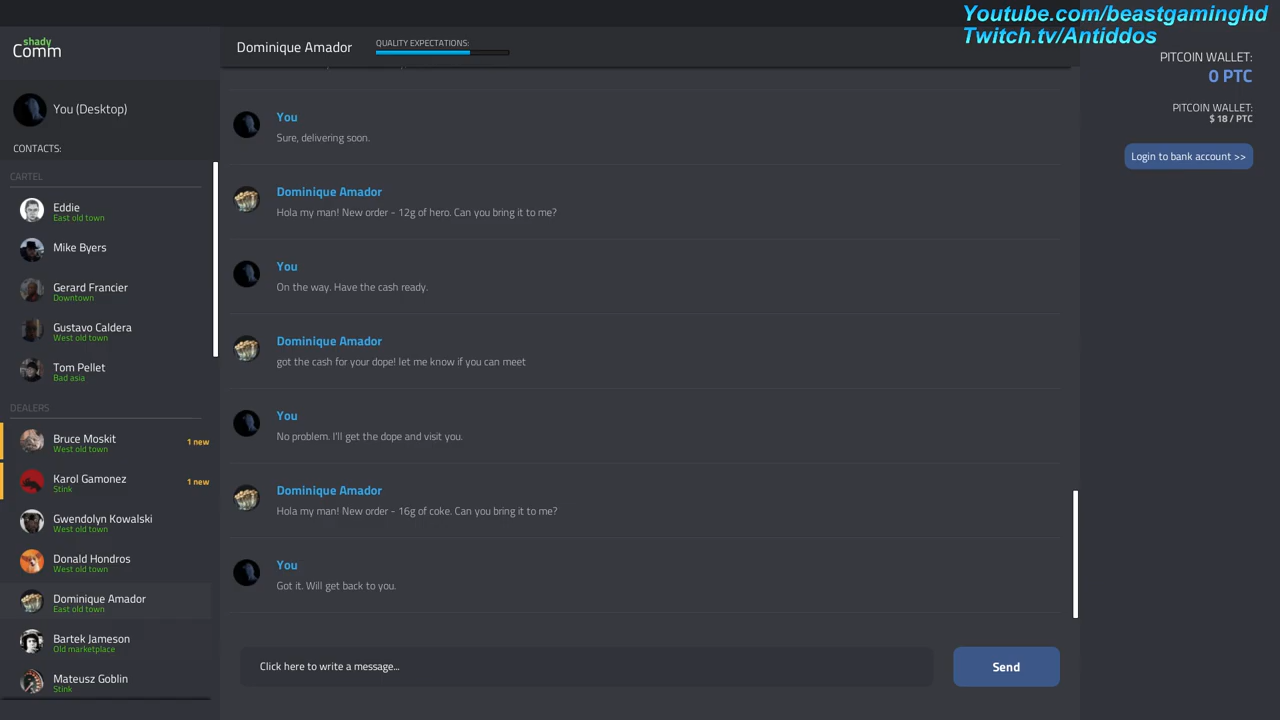 Youtube.com/beastgaminghd
Twitch.tv/Antiddos
shady
Comm
You (Desktop)
CONTACTS:
CARTEL
Eddie
East old town
Mike Byers
Gerard Francier
Downtown
Gustavo Caldera
West old town
Tom Pellet
Bad asia
DEALERS
Bruce Moskit
West old town
1 new
Karol Gamonez
Stink
1 new
Gwendolyn Kowalski
West old town
Donald Hondros
West old town
Dominique Amador
East old town
Bartek Jameson
Old marketplace
Mateusz Goblin
Stink
Dominique Amador
QUALITY EXPECTATIONS:
You
Sure, delivering soon.
Dominique Amador
Hola my man! New order - 12g of hero. Can you bring it to me?
You
On the way. Have the cash ready.
Dominique Amador
got the cash for your dope! let me know if you can meet
You
No problem. I'll get the dope and visit you.
Dominique Amador
Hola my man! New order - 16g of coke. Can you bring it to me?
You
Got it. Will get back to you.
Click here to write a message...
Send
PITCOIN WALLET:
0 PTC
PITCOIN WALLET:
$ 18 / PTC
Login to bank account >>